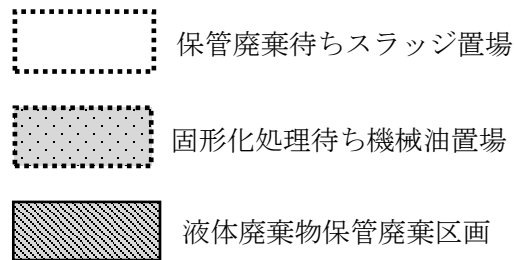 保管廃棄待ちスラッジ置場
固形化処理待ち機械油置場
液体廃棄物保管廃棄区画